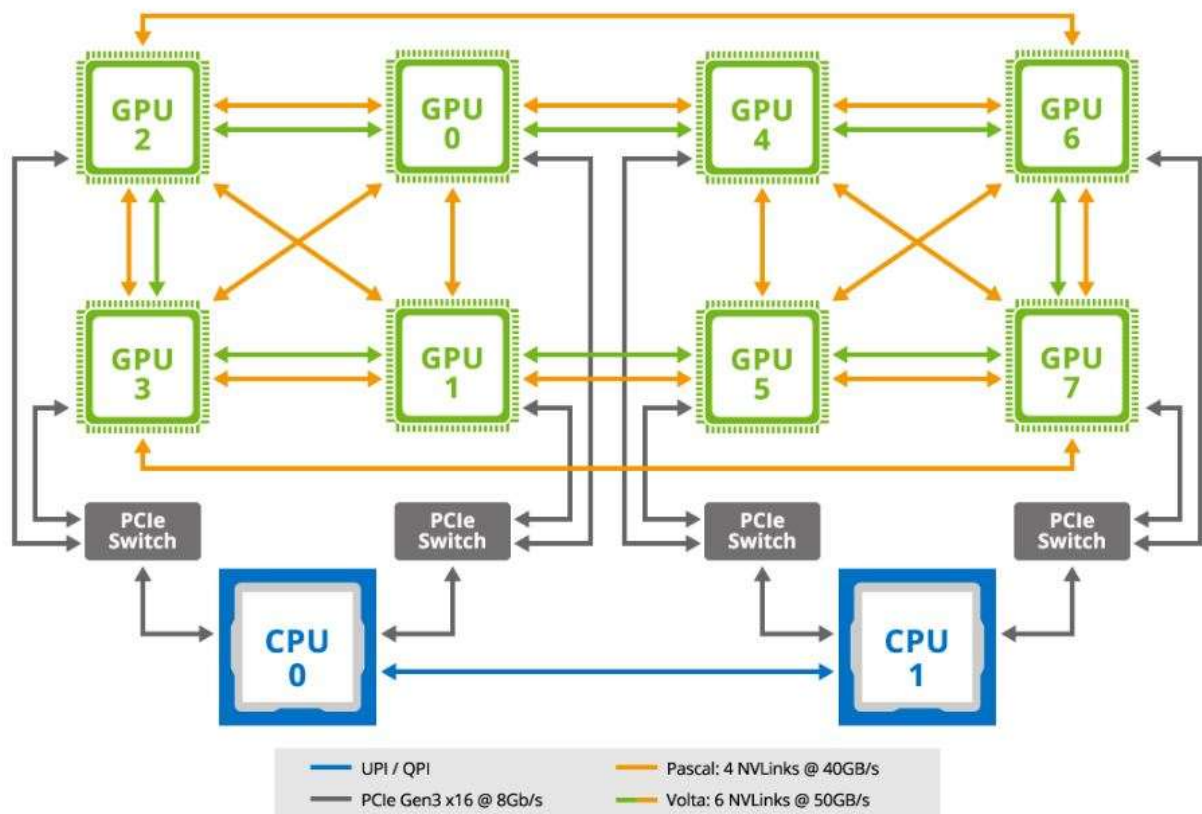 GPU
2
GPU
0
GPU
4
GPU
6
GPU
3
GPU
1
GPU
5
GPU
7
PCIe
Switch
PCIe
Switch
PCIe
Switch
PCIe
Switch
CPU
0
CPU
1
UPI / QPI
Pascal: 4 NVLinks @ 40GB/s
PCIe Gen3 x16 @ 8Gb/s
Volta: 6 NVLinks @ 50GB/s